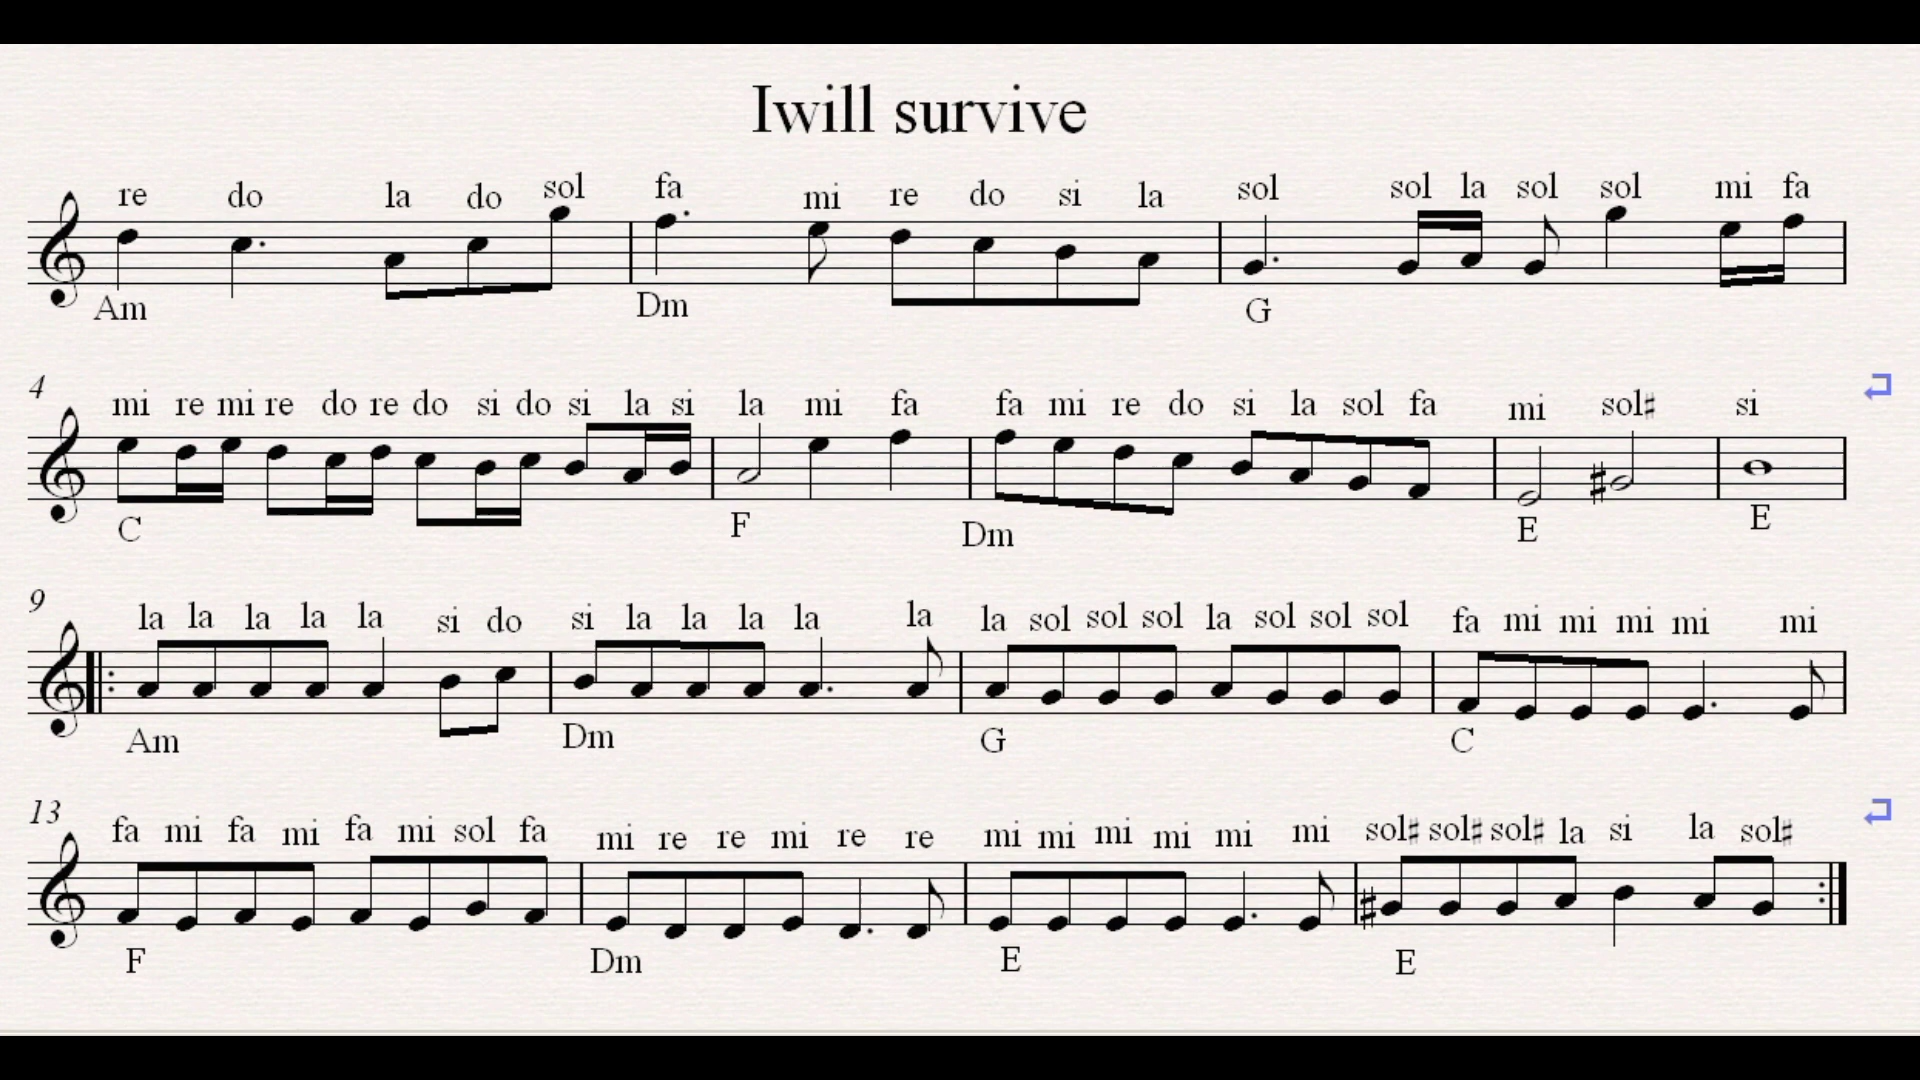 Iwill survive
re do la do sol fa mi re do si la sol sol la sol sol mi fa
Am Dm G
4
mi re mi re do re do si do si la si la mi fa fa mi re do si la sol fa mi sol♯ si
C F Dm E E
9
la la la la la si do si la la la la la la sol sol sol la sol sol sol fa mi mi mi mi mi
Am Dm G C
13
fa mi fa mi fa mi sol fa mi re re mi re re mi mi mi mi mi mi sol♯ sol♯ sol♯ la si la sol♯
F Dm E E